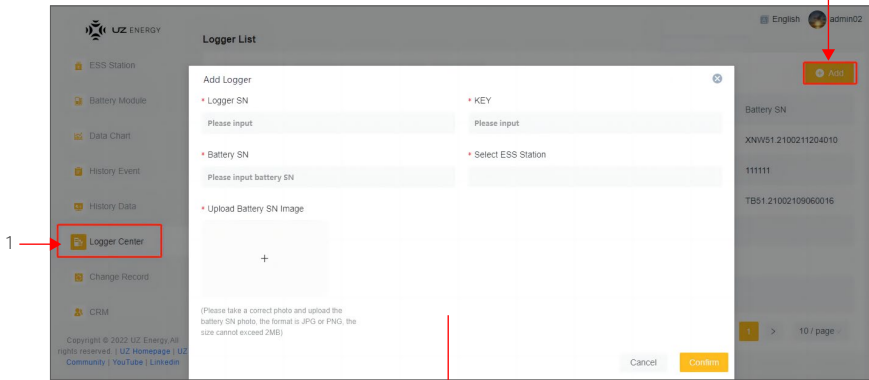 UZ ENERGY
English
admin02
Logger List
ESS Station
Add
Add Logger
* Logger SN
* KEY
Battery Module
Battery SN
Please input
Please input
Data Chart
XNW51.2100211204010
* Battery SN
* Select ESS Station
History Event
111111
Please input battery SN
History Data
TB51.21002109060016
* Upload Battery SN Image
1
Logger Center
+
Change Record
CRM
(Please take a correct photo and upload the
battery SN photo, the format is JPG or PNG, the
size cannot exceed 2MB)
1 > 10 / page
Copyright © 2022 UZ Energy,All
rights reserved. | UZ Homepage | UZ
Community | YouTube | Linkedin
Cancel
Confirm